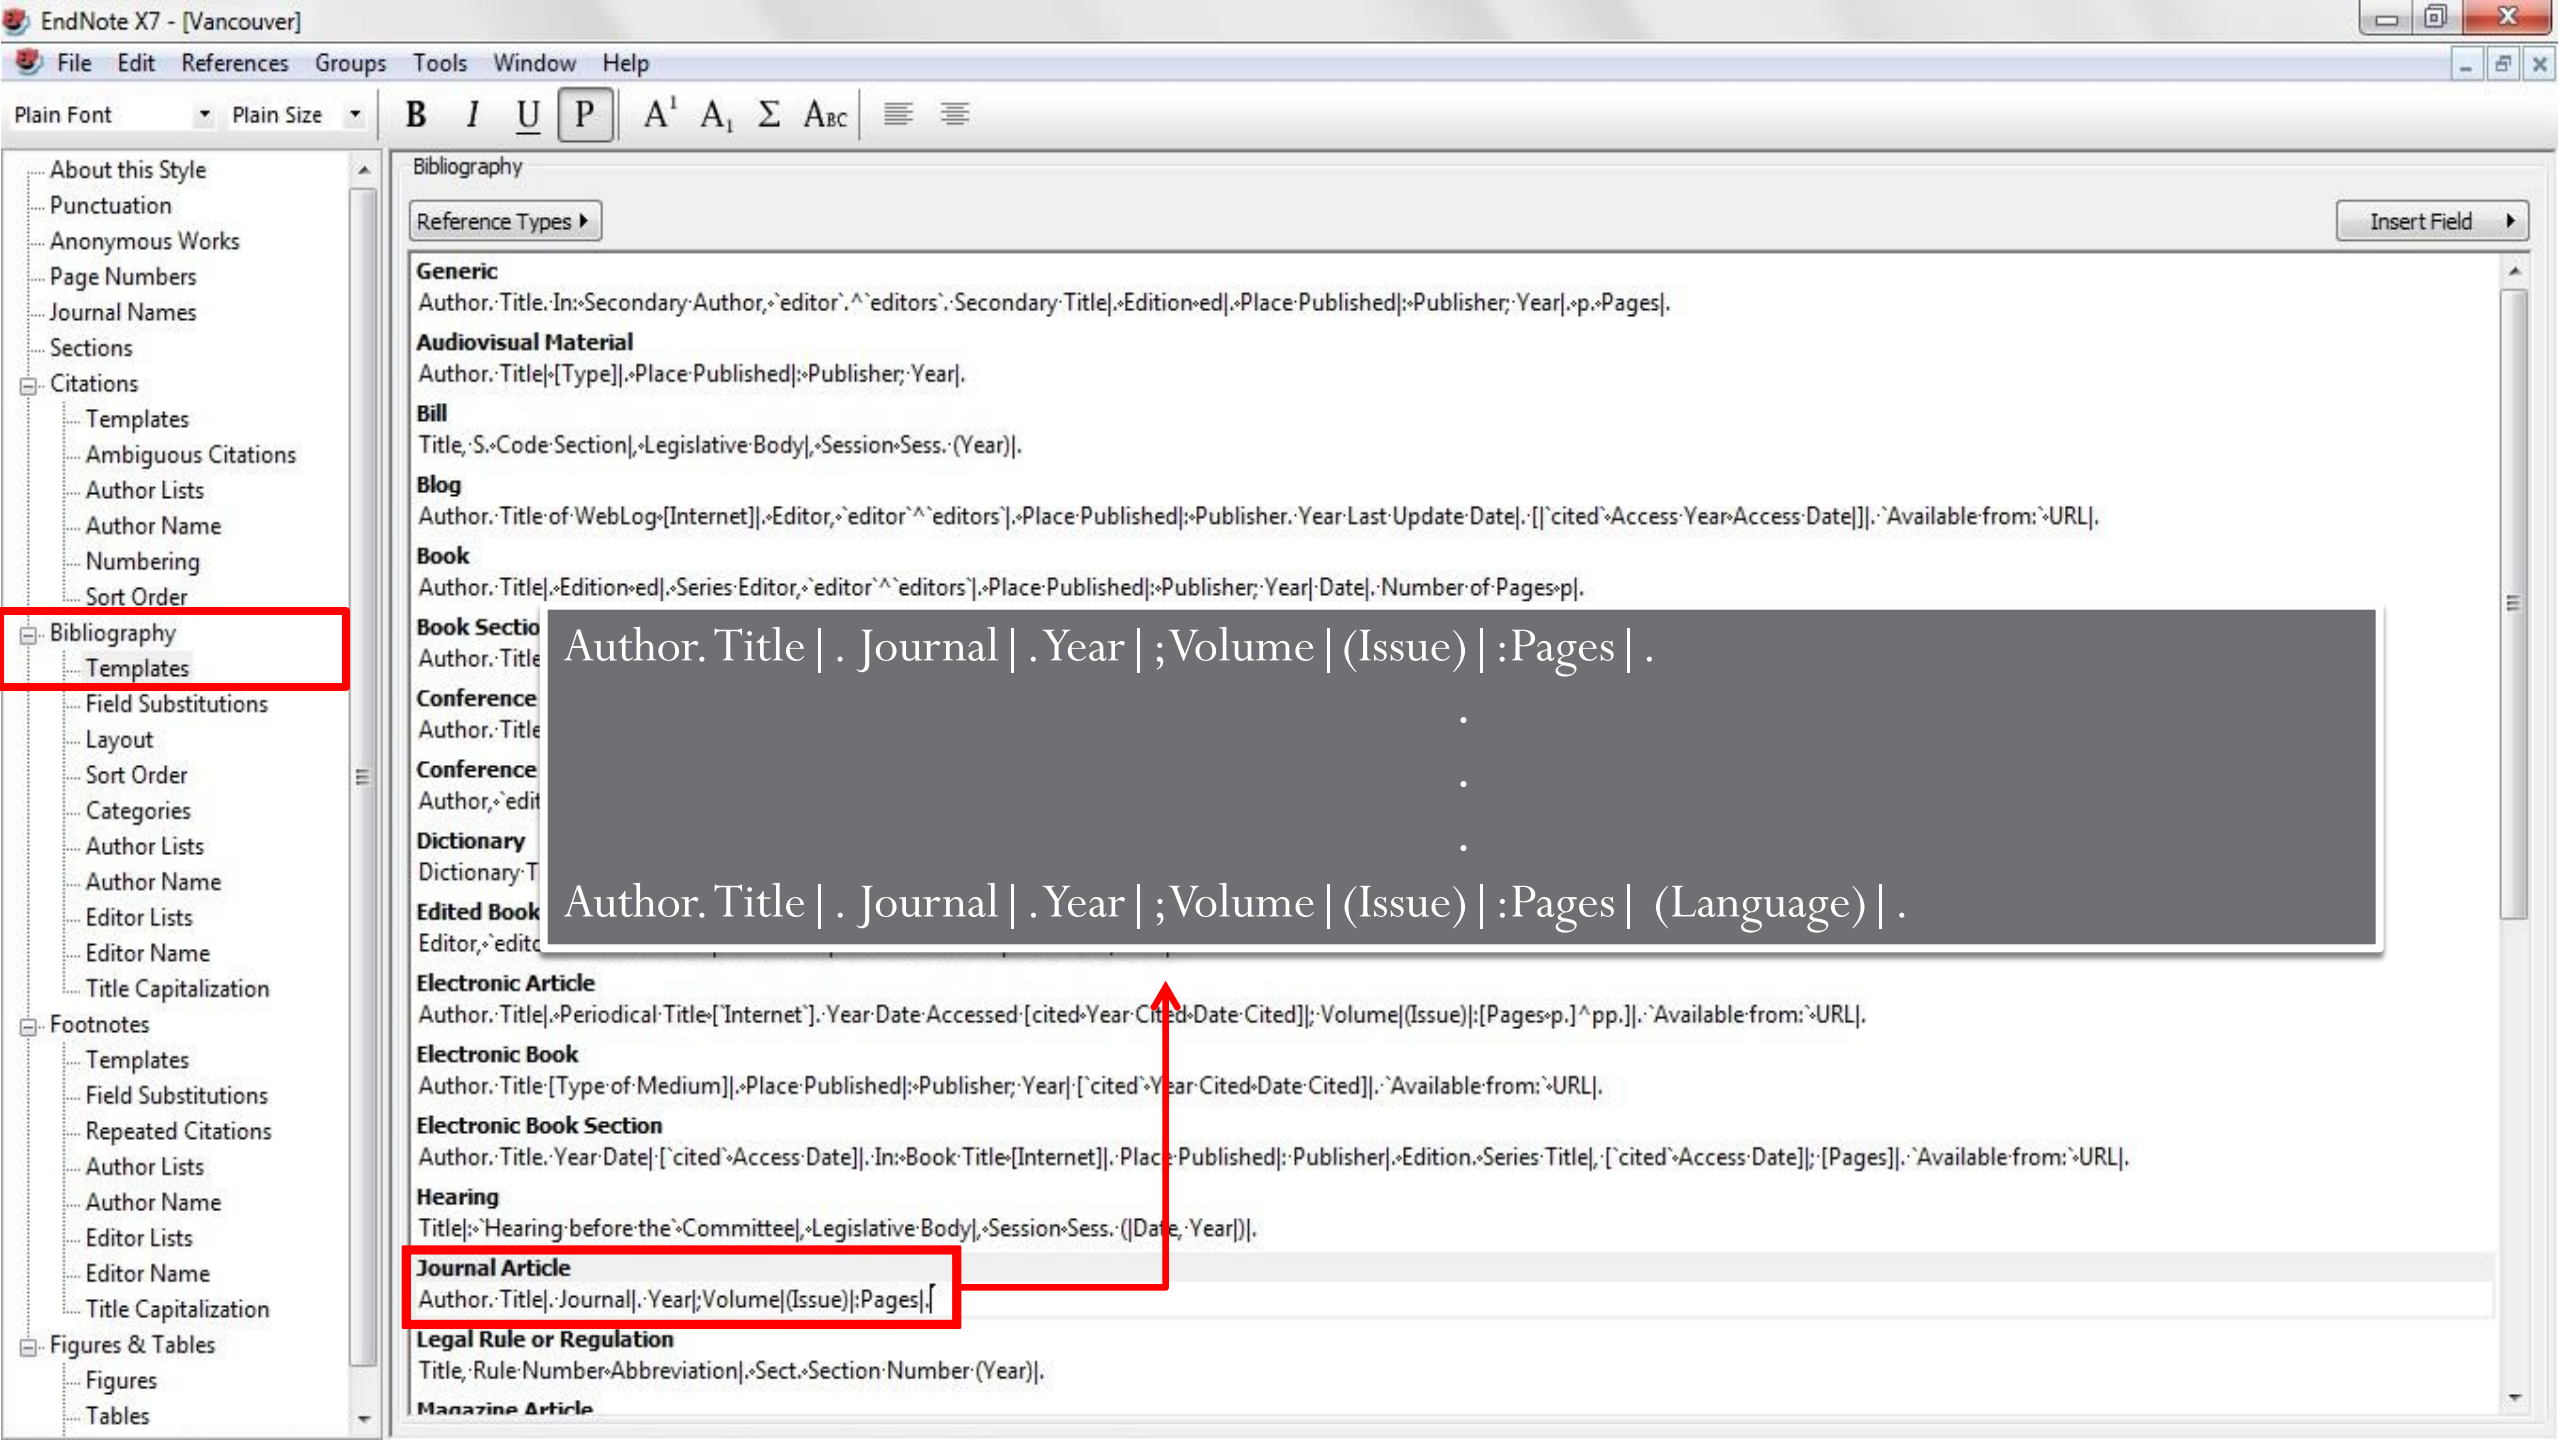 EndNote X7 - [Vancouver]
File Edit References Groups Tools Window Help
Plain Font Plain Size B I U P A¹ A₁ Σ ABC
About this Style
Punctuation
Anonymous Works
Page Numbers
Journal Names
Sections
Citations
Templates
Ambiguous Citations
Author Lists
Author Name
Numbering
Sort Order
Bibliography
Templates
Field Substitutions
Layout
Sort Order
Categories
Author Lists
Author Name
Editor Lists
Editor Name
Title Capitalization
Footnotes
Templates
Field Substitutions
Repeated Citations
Author Lists
Author Name
Editor Lists
Editor Name
Title Capitalization
Figures & Tables
Figures
Tables
Bibliography
Reference Types
Insert Field
Generic
Author.·Title.·In:⋄Secondary·Author,⋄`editor`.^`editors`.·Secondary·Title|.⋄Edition⋄ed|.⋄Place·Published|:⋄Publisher;·Year|.⋄p.⋄Pages|.
Audiovisual Material
Author.·Title|⋄[Type]|.⋄Place·Published|:⋄Publisher;·Year|.
Bill
Title,·S.⋄Code·Section|,⋄Legislative·Body|,⋄Session⋄Sess.·(Year)|.
Blog
Author.·Title·of·WebLog⋄[Internet]|.⋄Editor,⋄`editor`^`editors`|.⋄Place·Published|:⋄Publisher.·Year·Last·Update·Date|.·[|`cited`⋄Access·Year⋄Access·Date|]|.·`Available·from:`⋄URL|.
Book
Author.·Title|.⋄Edition⋄ed|.⋄Series·Editor,⋄`editor`^`editors`|.⋄Place·Published|:⋄Publisher;·Year|·Date|.·Number·of·Pages⋄p|.
Book Sectio
Author.·Title
Conference
Author.·Title
Conference
Author,⋄`edit
Dictionary
Dictionary·T
Edited Book
Editor,⋄`edito
Author. Title|. Journal|. Year|;Volume|(Issue)|:Pages|.
.
.
.
Author. Title|. Journal|. Year|;Volume|(Issue)|:Pages| (Language)|.
Electronic Article
Author.·Title|.⋄Periodical·Title⋄[`Internet`].·Year·Date·Accessed·[cited⋄Year·Cited⋄Date·Cited]|;·Volume|(Issue)|:[Pages⋄p.]^pp.]|.·`Available·from:`⋄URL|.
Electronic Book
Author.·Title·[Type·of·Medium]|.⋄Place·Published|:⋄Publisher;·Year|·[`cited`⋄Year·Cited⋄Date·Cited]|.·`Available·from:`⋄URL|.
Electronic Book Section
Author.·Title.·Year·Date|·[`cited`⋄Access·Date]|.·In:⋄Book·Title⋄[Internet]|.·Place·Published|:·Publisher|.⋄Edition.⋄Series·Title|,·[`cited`⋄Access·Date]|;·[Pages]|.·`Available·from:`⋄URL|.
Hearing
Title|:⋄`Hearing·before·the`⋄Committee|,⋄Legislative·Body|,⋄Session⋄Sess.·(|Date,·Year|)|.
Journal Article
Author.·Title|.·Journal|.·Year|;Volume|(Issue)|:Pages|.
Legal Rule or Regulation
Title,·Rule·Number⋄Abbreviation|.⋄Sect.⋄Section·Number·(Year)|.
Magazine Article